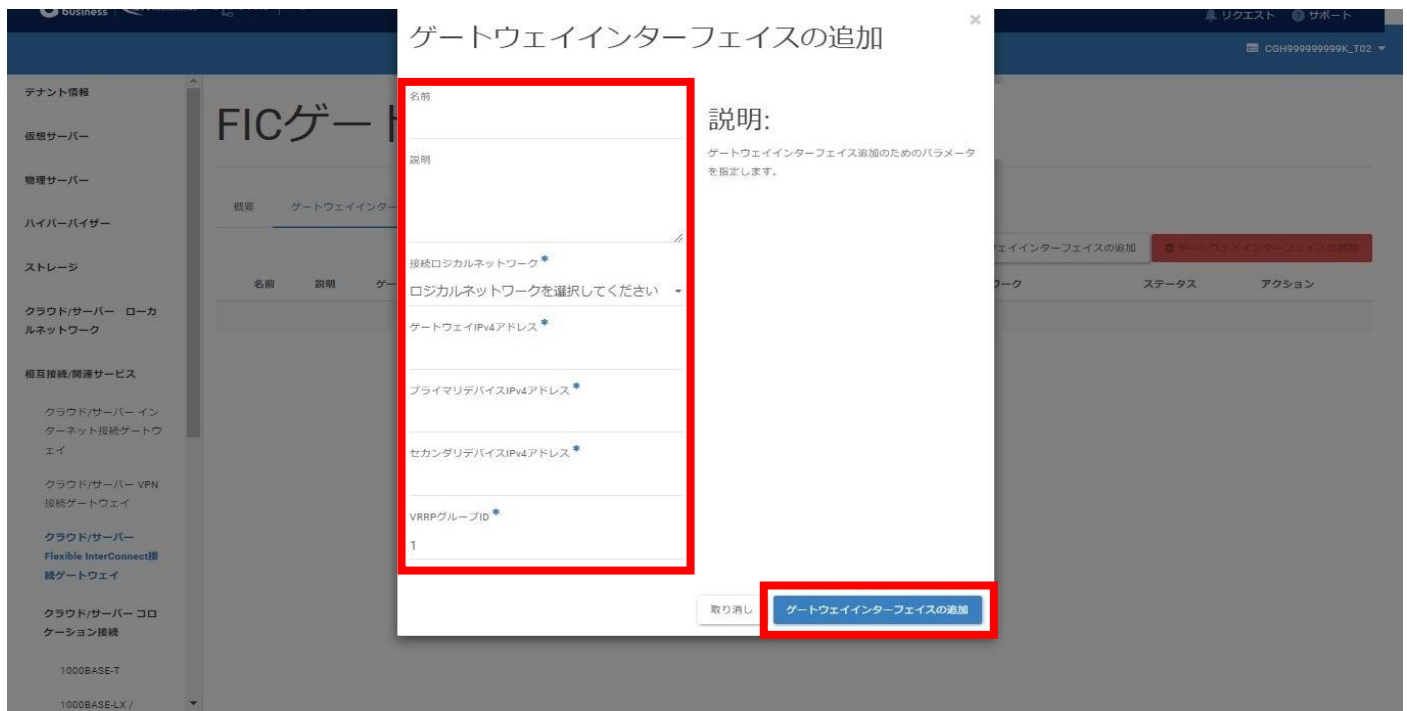 business
リクエスト サポート
CGH999999999K_T02
ゲートウェイインターフェイスの追加
×
テナント情報
仮想サーバー
物理サーバー
ハイパーバイザー
ストレージ
クラウド/サーバー ローカ
ルネットワーク
相互接続/関連サービス
クラウド/サーバー イン
ターネット接続ゲートウ
ェイ
クラウド/サーバー VPN
接続ゲートウェイ
クラウド/サーバー
Flexible InterConnect接
続ゲートウェイ
クラウド/サーバー コロ
ケーション接続
1000BASE-T
1000BASE-LX /
FICゲート
概要 ゲートウェイインター
名前 説明 ゲー
名前
説明
接続ロジカルネットワーク *
ロジカルネットワークを選択してください
ゲートウェイIPv4アドレス *
プライマリデバイスIPv4アドレス *
セカンダリデバイスIPv4アドレス *
VRRPグループID *
1
説明:
ゲートウェイインターフェイス追加のためのパラメータ
を指定します。
取り消し ゲートウェイインターフェイスの追加
ェイインターフェイスの追加 ゲートウェイインターフェイスの削除
ワーク ステータス アクション